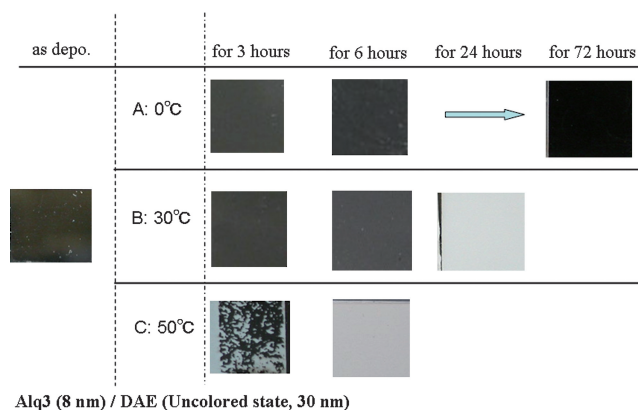 as depo. for 3 hours for 6 hours for 24 hours for 72 hours
A: 0℃
B: 30℃
C: 50℃
Alq3 (8 nm) / DAE (Uncolored state, 30 nm)